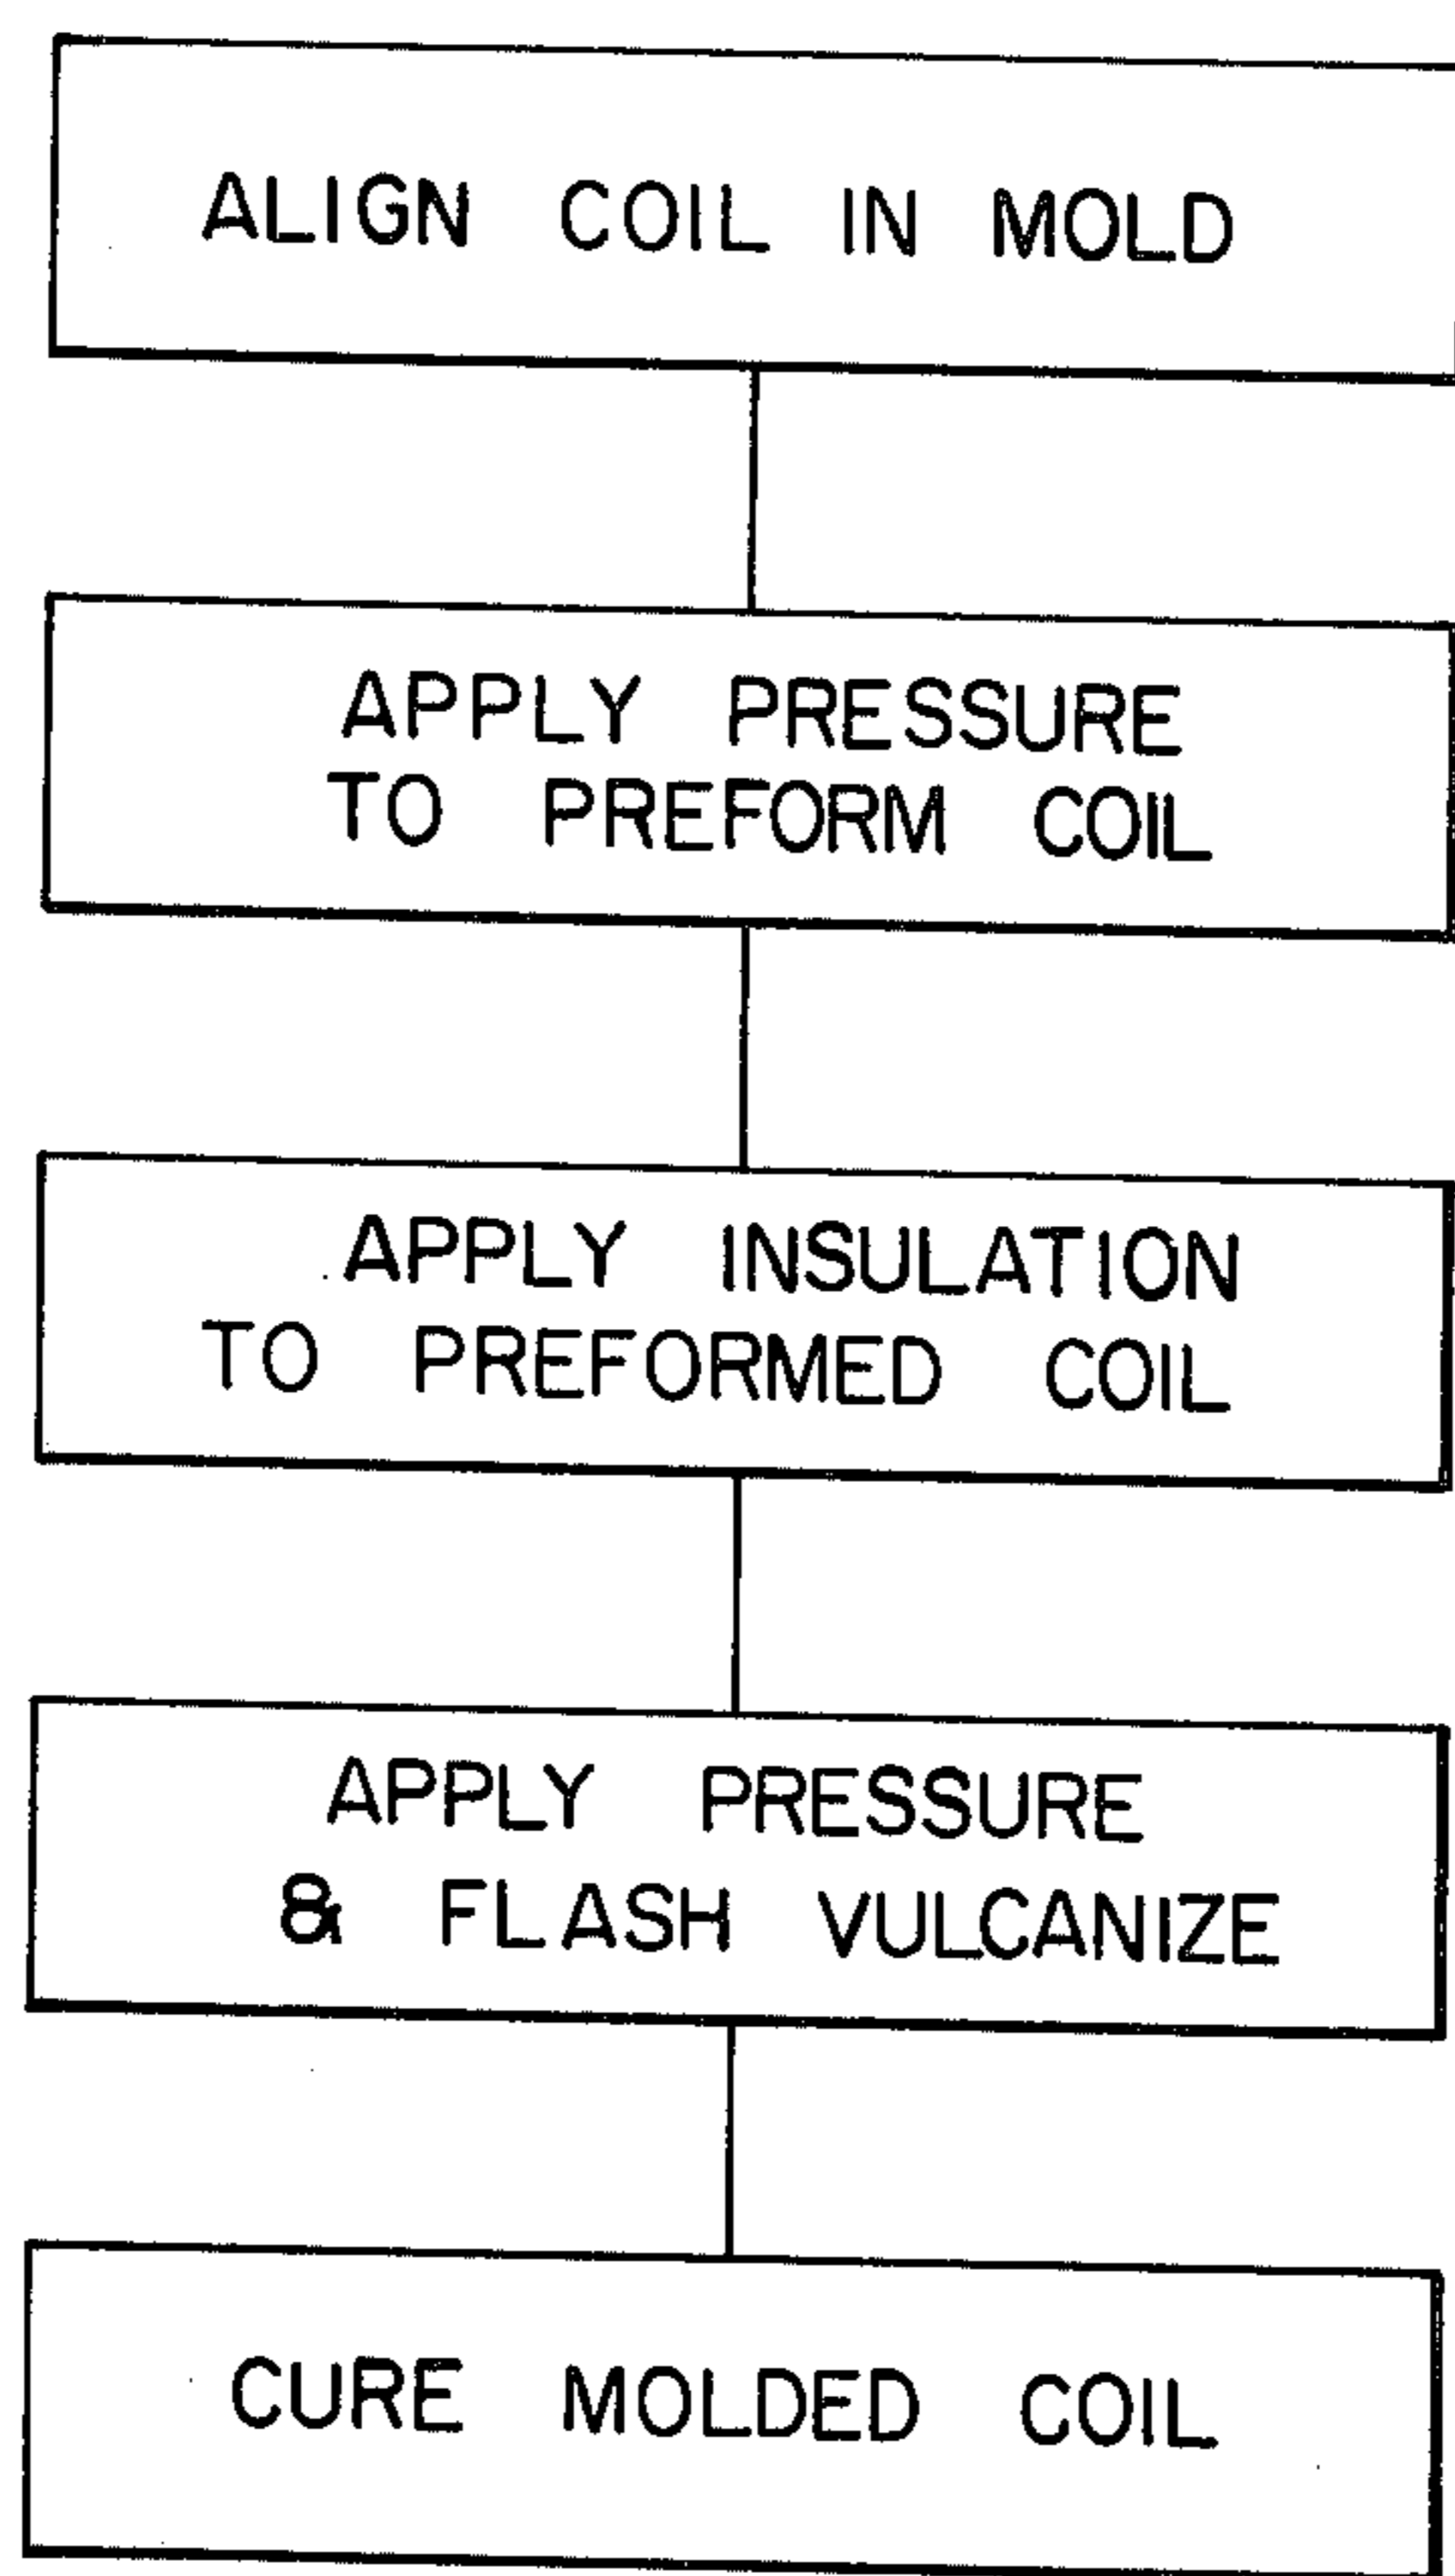 ALIGN COIL IN MOLD
APPLY PRESSURE
TO PREFORM COIL
APPLY INSULATION
TO PREFORMED COIL
APPLY PRESSURE
& FLASH VULCANIZE
CURE MOLDED COIL